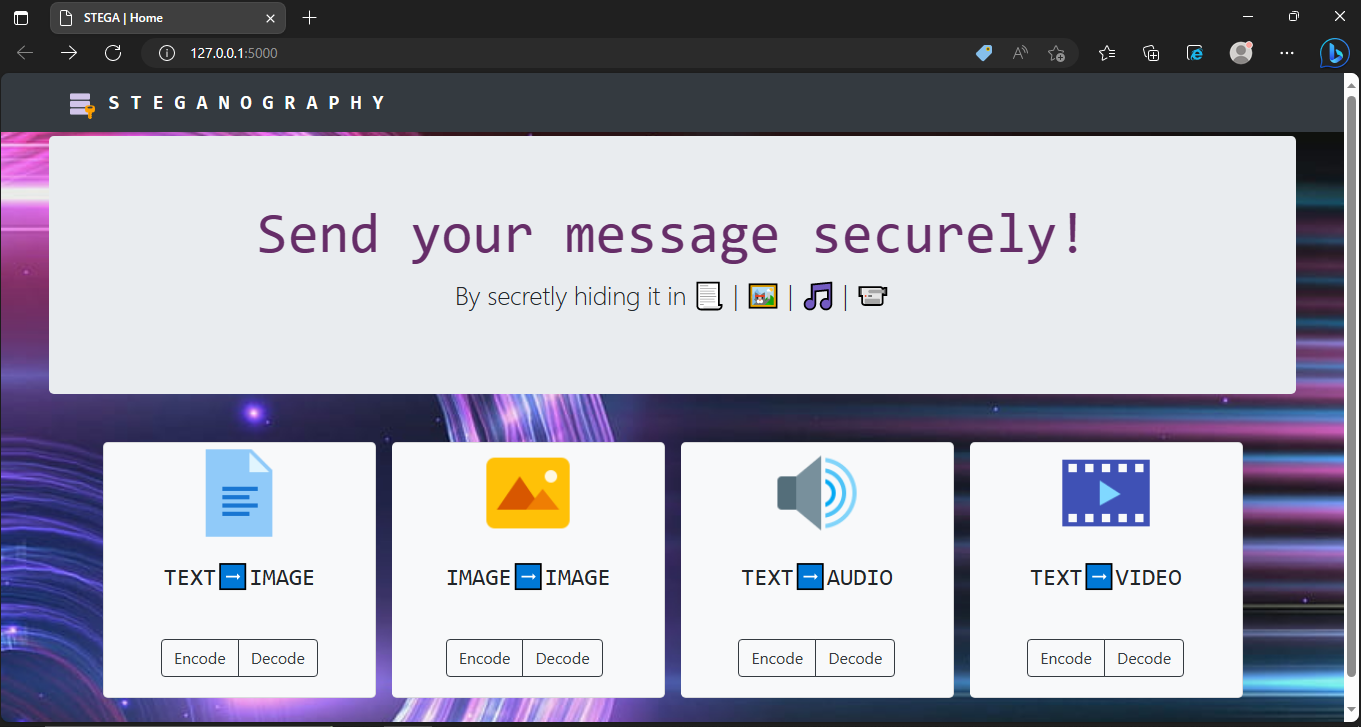 STEGA | Home
127.0.0.1:5000
STEGANOGRAPHY
Send your message securely!
By secretly hiding it in 📃 | 🖼️ | 🎵 | 📹
TEXT➡️IMAGE
IMAGE➡️IMAGE
TEXT➡️AUDIO
TEXT➡️VIDEO
Encode Decode
Encode Decode
Encode Decode
Encode Decode